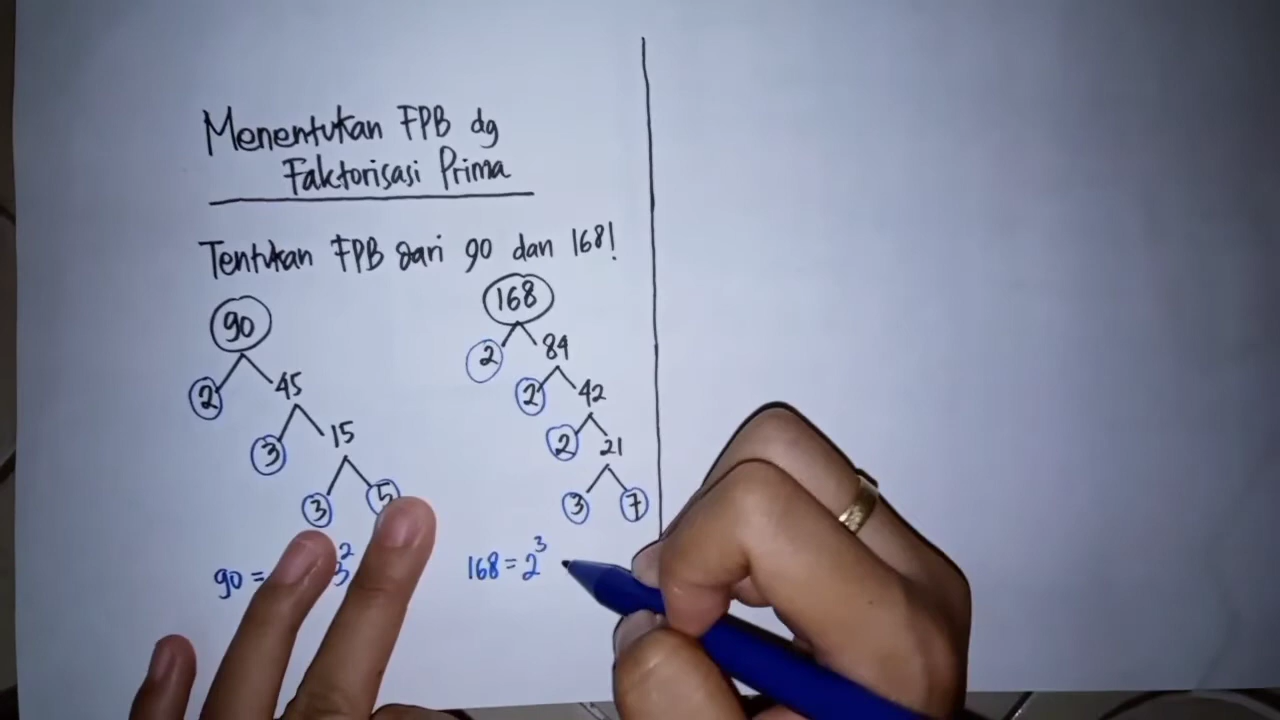 Menentukan FPB dg
Faktorisasi Prima
Tentukan FPB dari 90 dan 168!
90
2 45
3 15
3 5
90 = 3²
168
2 84
2 42
2 21
3 7
168 = 2³